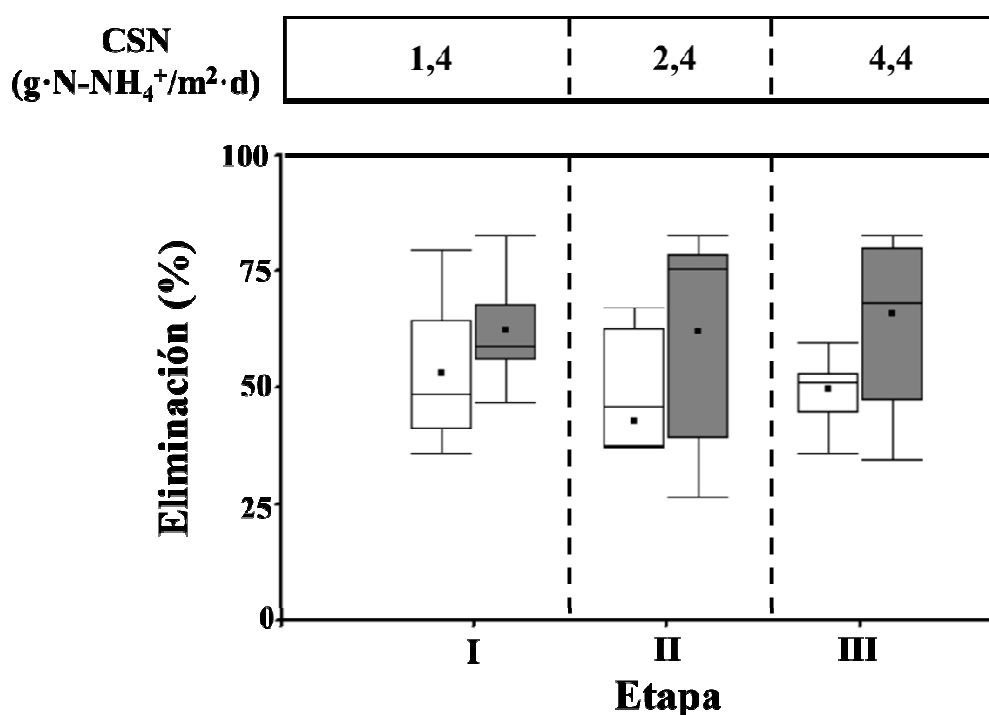 CSN
(g·N-NH₄⁺/m²·d)
1,4
2,4
4,4
100
75
50
25
0
Eliminación (%)
I
II
III
Etapa